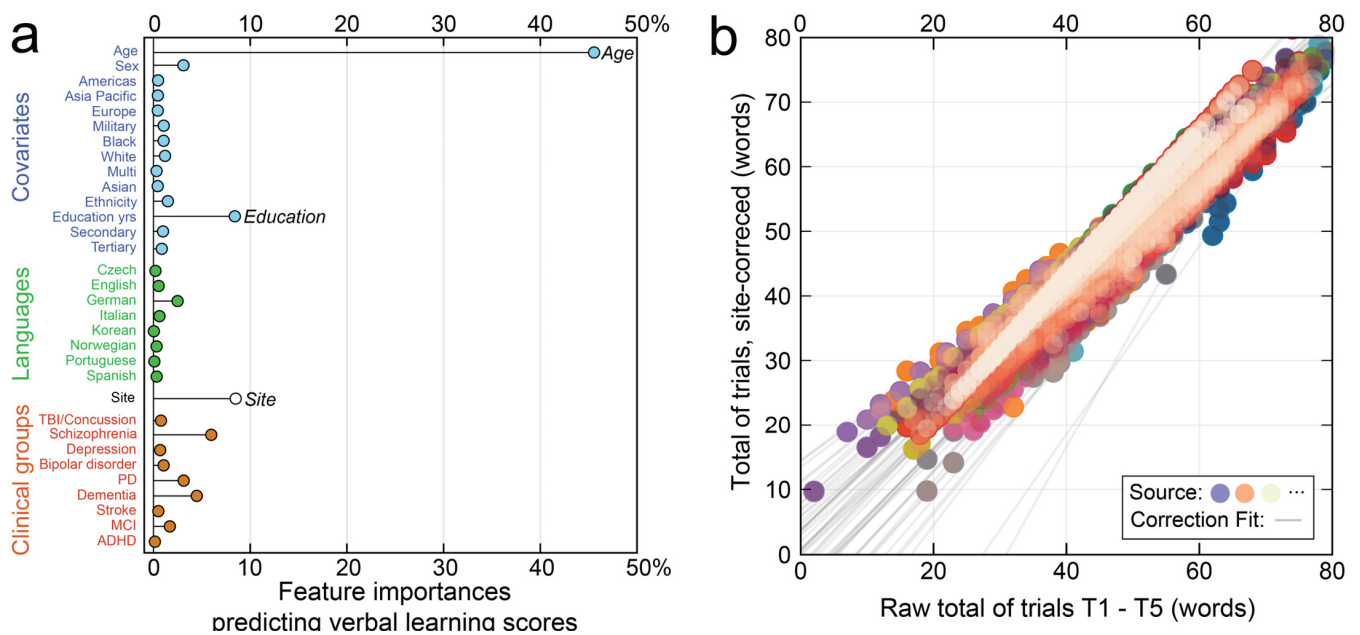 a
0 10 20 30 40 50%
Covariates
Age
Age
Sex
Americas
Asia Pacific
Europe
Military
Black
White
Multi
Asian
Ethnicity
Education yrs
Education
Secondary
Tertiary
Languages
Czech
English
German
Italian
Korean
Norwegian
Portuguese
Spanish
Site
Site
Clinical groups
TBI/Concussion
Schizophrenia
Depression
Bipolar disorder
PD
Dementia
Stroke
MCI
ADHD
0 10 20 30 40 50%
Feature importances
predicting verbal learning scores
b
0 20 40 60 80
Total of trials, site-correced (words)
80
70
60
50
40
30
20
10
0
Source: ...
Correction Fit:
0 20 40 60 80
Raw total of trials T1 - T5 (words)